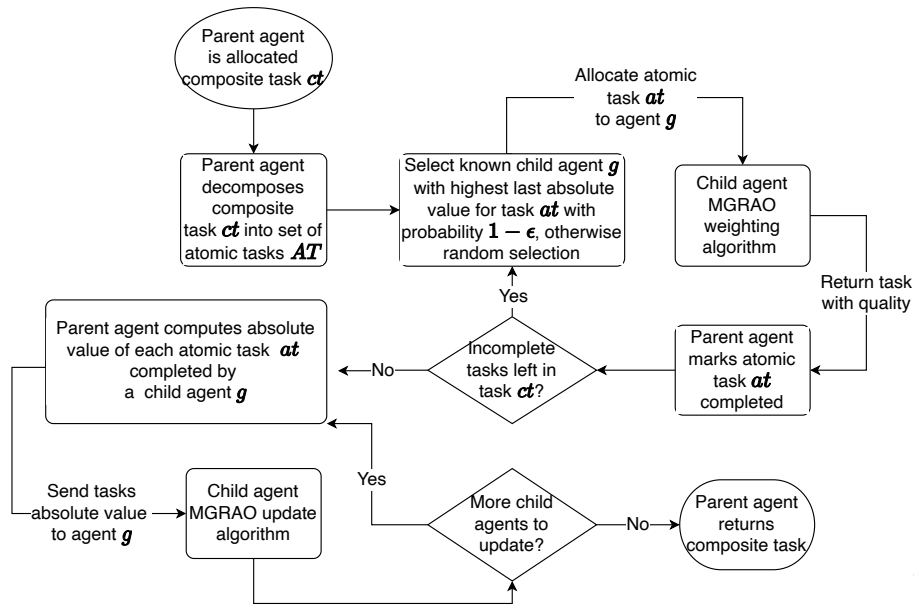 Parent agent
is allocated
composite task ct
Parent agent
decomposes
composite
task ct into set of
atomic tasks AT
Select known child agent g
with highest last absolute
value for task at with
probability 1 − ϵ, otherwise
random selection
Allocate atomic
task at
to agent g
Child agent
MGRAO
weighting
algorithm
Return task
with quality
Parent agent
marks atomic
task at
completed
Yes
Incomplete
tasks left in
task ct?
No
Parent agent computes absolute
value of each atomic task at
completed by
a child agent g
Send tasks
absolute value
to agent g
Child agent
MGRAO update
algorithm
Yes
More child
agents to
update?
No
Parent agent
returns
composite task